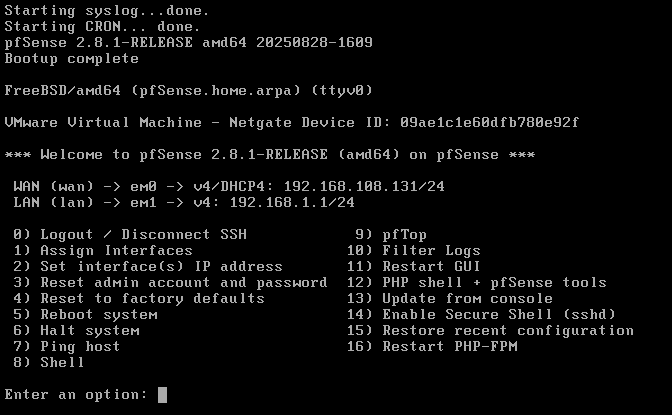 Starting syslog...done.
Starting CRON... done.
pfSense 2.8.1-RELEASE amd64 20250828-1609
Bootup complete

FreeBSD/amd64 (pfSense.home.arpa) (ttyv0)

VMware Virtual Machine - Netgate Device ID: 09ae1c1e60dfb780e92f

*** Welcome to pfSense 2.8.1-RELEASE (amd64) on pfSense ***

 WAN (wan) -> em0 -> v4/DHCP4: 192.168.108.131/24
 LAN (lan) -> em1 -> v4: 192.168.1.1/24

 0) Logout / Disconnect SSH            9) pfTop
 1) Assign Interfaces                 10) Filter Logs
 2) Set interface(s) IP address       11) Restart GUI
 3) Reset admin account and password  12) PHP shell + pfSense tools
 4) Reset to factory defaults         13) Update from console
 5) Reboot system                     14) Enable Secure Shell (sshd)
 6) Halt system                       15) Restore recent configuration
 7) Ping host                         16) Restart PHP-FPM
 8) Shell

Enter an option: